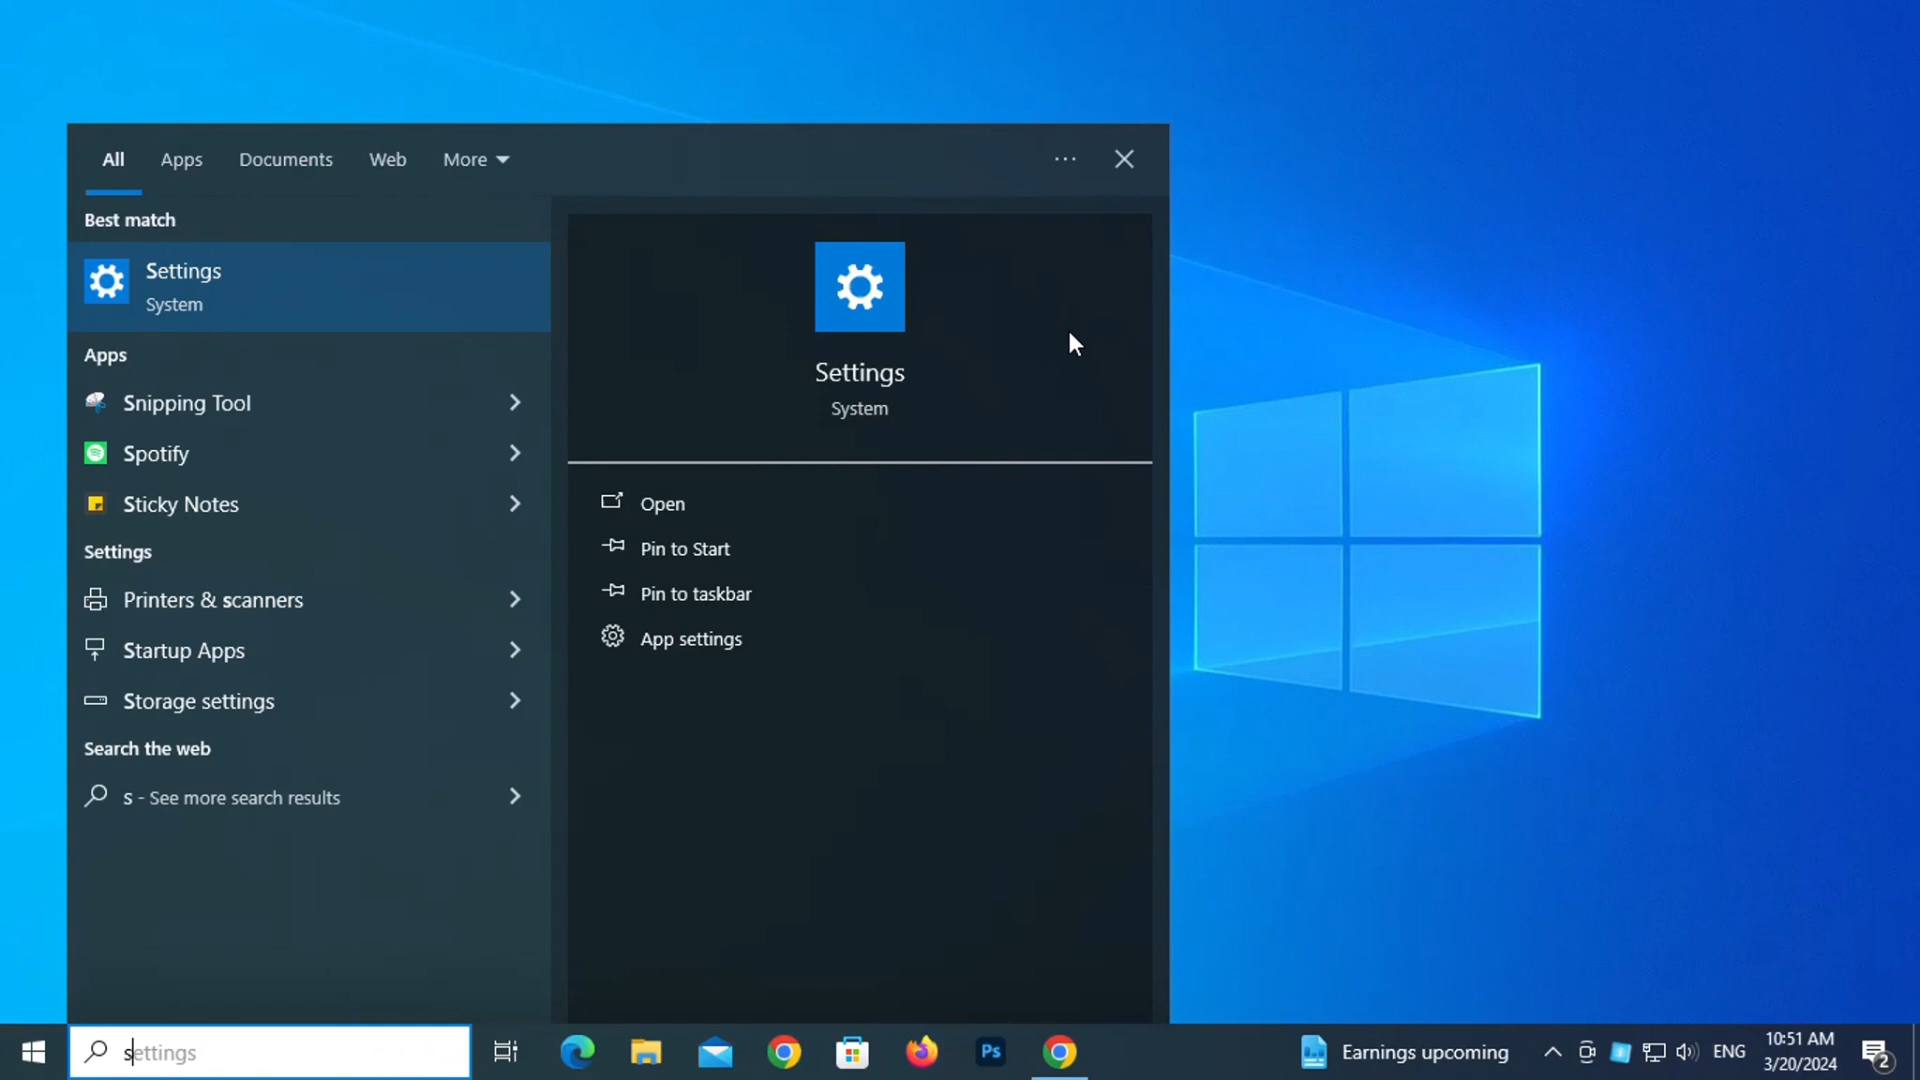 All Apps Documents Web More
Best match
Settings
System
Apps
Snipping Tool
Spotify
Sticky Notes
Settings
Printers & scanners
Startup Apps
Storage settings
Search the web
s - See more search results
Settings
System
Open
Pin to Start
Pin to taskbar
App settings
settings
Ps
Earnings upcoming
ENG
10:51 AM
3/20/2024
2